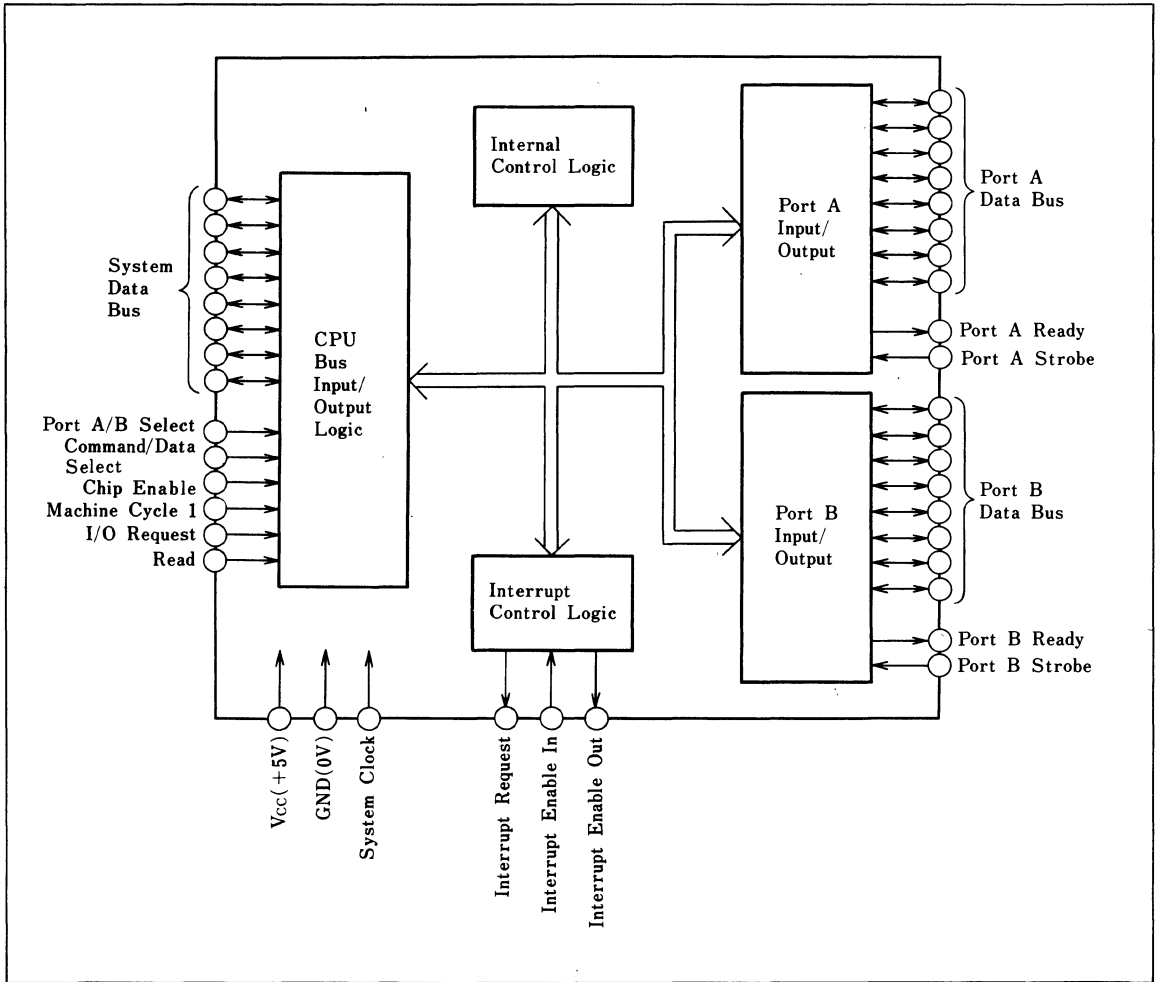 Internal
Control Logic
System
Data
Bus
CPU
Bus
Input/
Output
Logic
Port A/B Select
Command/Data
Select
Chip Enable
Machine Cycle 1
I/O Request
Read
Port A
Input/
Output
Port A
Data Bus
Port A Ready
Port A Strobe
Port B
Input/
Output
Port B
Data Bus
Port B Ready
Port B Strobe
Interrupt
Control Logic
Vcc(+5V)
GND(0V)
System Clock
Interrupt Request
Interrupt Enable In
Interrupt Enable Out